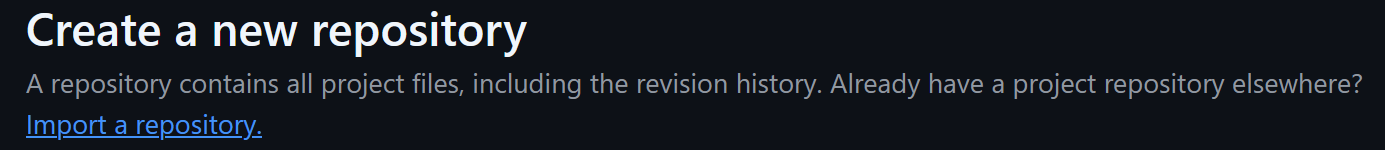 Create a new repository
A repository contains all project files, including the revision history. Already have a project repository elsewhere?
Import a repository.